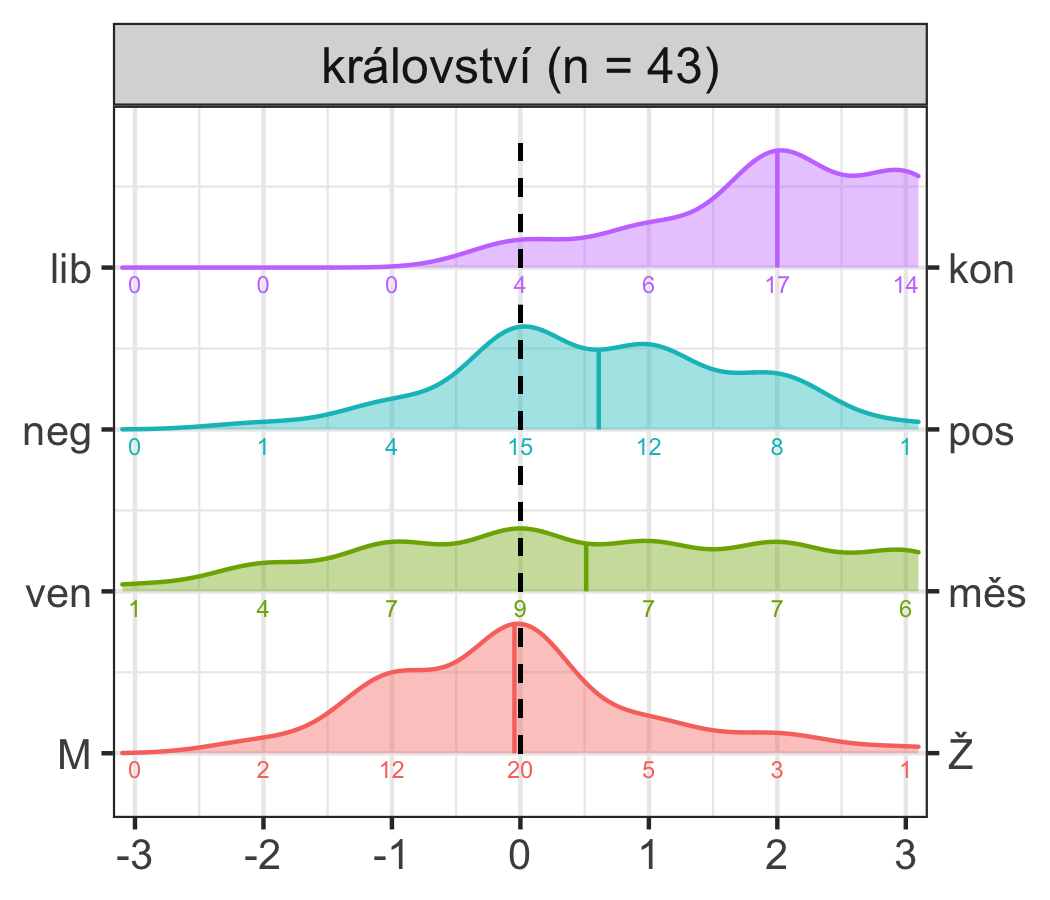 království (n = 43)
lib kon
0 0 0 4 6 17 14
neg pos
0 1 4 15 12 8 1
ven měs
1 4 7 9 7 7 6
M Ž
0 2 12 20 5 3 1
-3 -2 -1 0 1 2 3